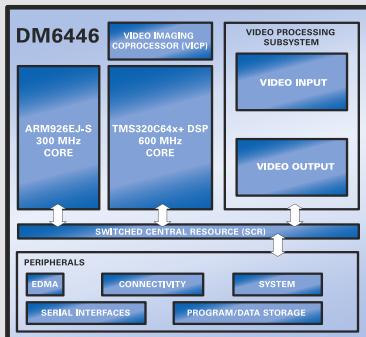 DM6446
VIDEO IMAGING
COPROCESSOR (VICP)
VIDEO PROCESSING
SUBSYSTEM
VIDEO INPUT
VIDEO OUTPUT
ARM926EJ-S
300 MHz
CORE
TMS320C64x+ DSP
600 MHz
CORE
SWITCHED CENTRAL RESOURCE (SCR)
PERIPHERALS
EDMA
CONNECTIVITY
SYSTEM
SERIAL INTERFACES
PROGRAM/DATA STORAGE